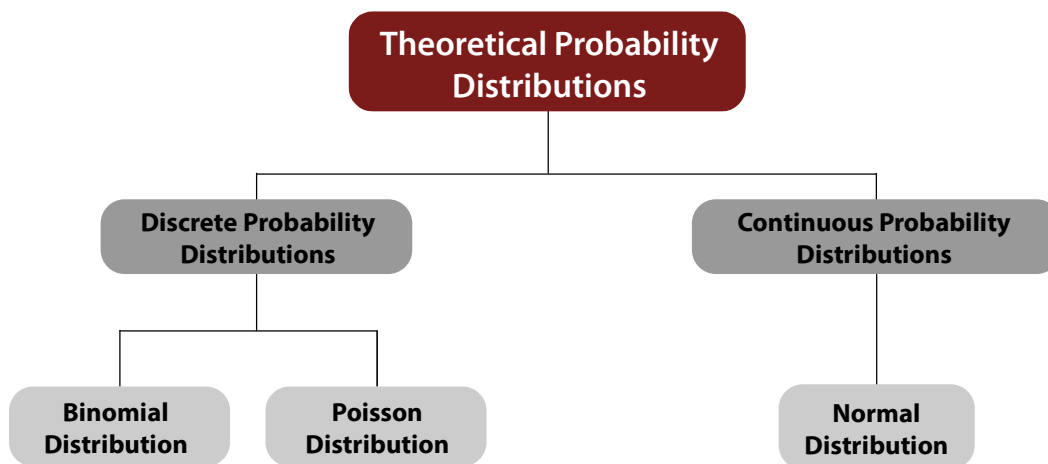 Theoretical Probability
Distributions
Discrete Probability
Distributions
Continuous Probability
Distributions
Binomial
Distribution
Poisson
Distribution
Normal
Distribution